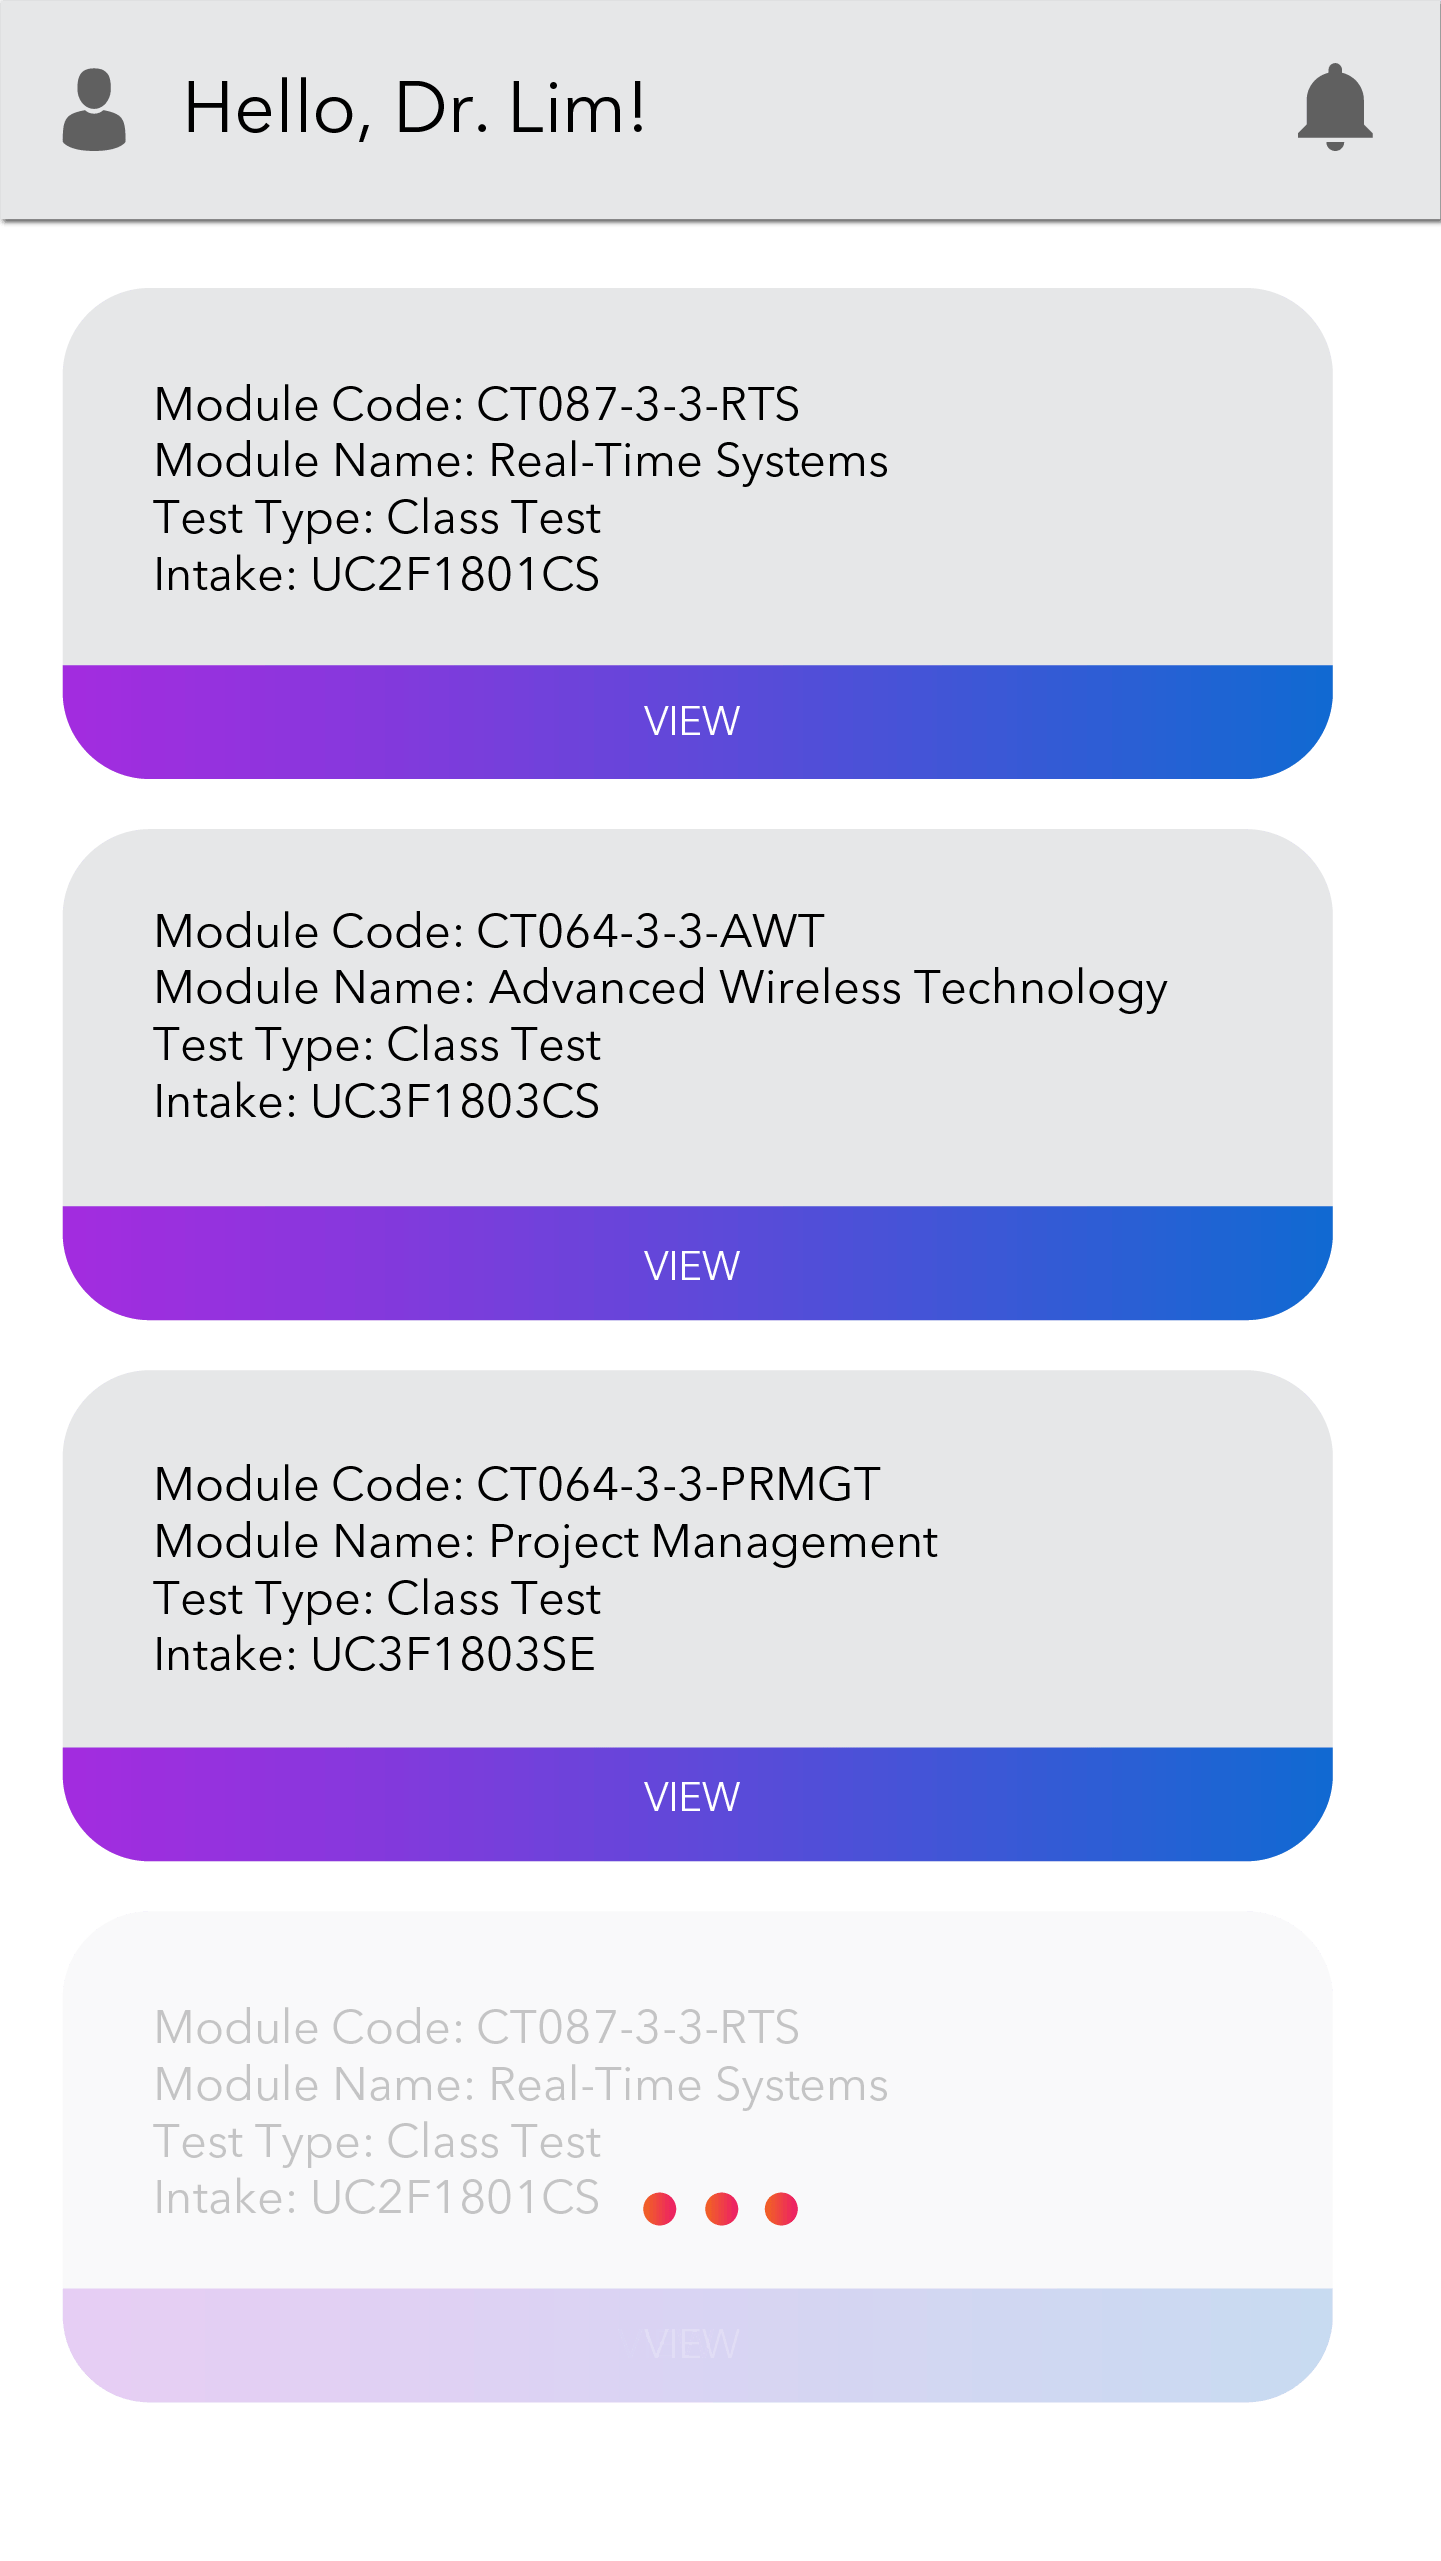 Hello, Dr. Lim!
Module Code: CT087-3-3-RTS
Module Name: Real-Time Systems
Test Type: Class Test
Intake: UC2F1801CS
VIEW
Module Code: CT064-3-3-AWT
Module Name: Advanced Wireless Technology
Test Type: Class Test
Intake: UC3F1803CS
VIEW
Module Code: CT064-3-3-PRMGT
Module Name: Project Management
Test Type: Class Test
Intake: UC3F1803SE
VIEW
Module Code: CT087-3-3-RTS
Module Name: Real-Time Systems
Test Type: Class Test
Intake: UC2F1801CS
VIEW